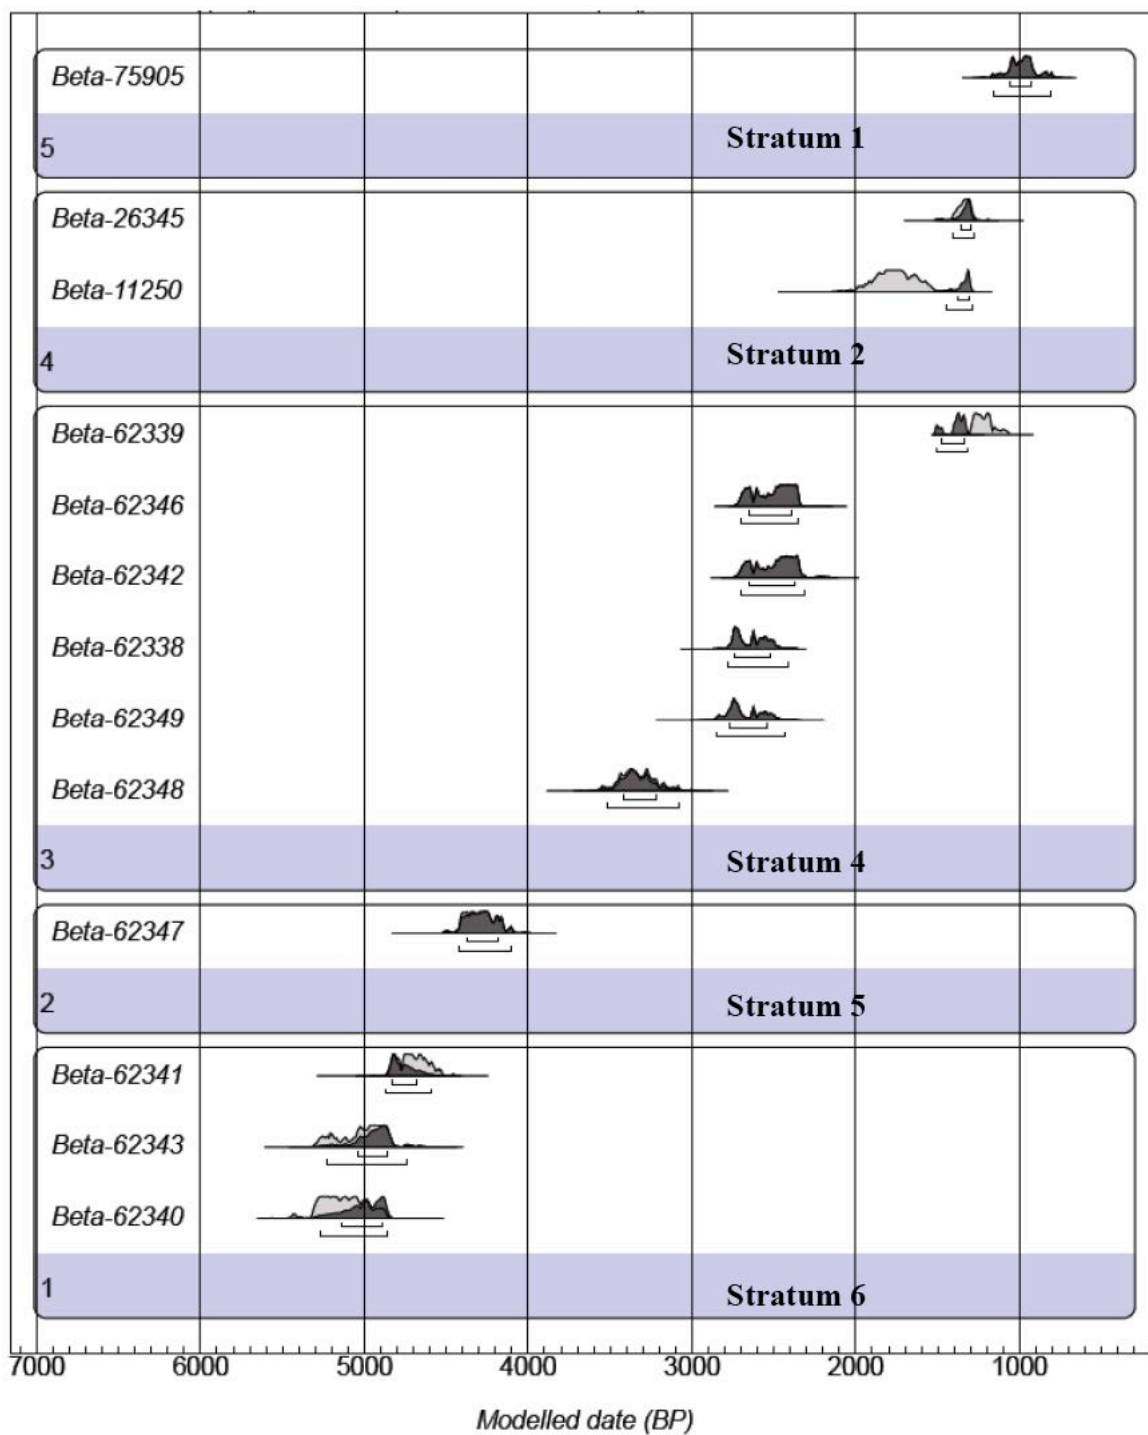 Beta-75905
5 Stratum 1
Beta-26345
Beta-11250
4 Stratum 2
Beta-62339
Beta-62346
Beta-62342
Beta-62338
Beta-62349
Beta-62348
3 Stratum 4
Beta-62347
2 Stratum 5
Beta-62341
Beta-62343
Beta-62340
1 Stratum 6
7000 6000 5000 4000 3000 2000 1000
Modelled date (BP)